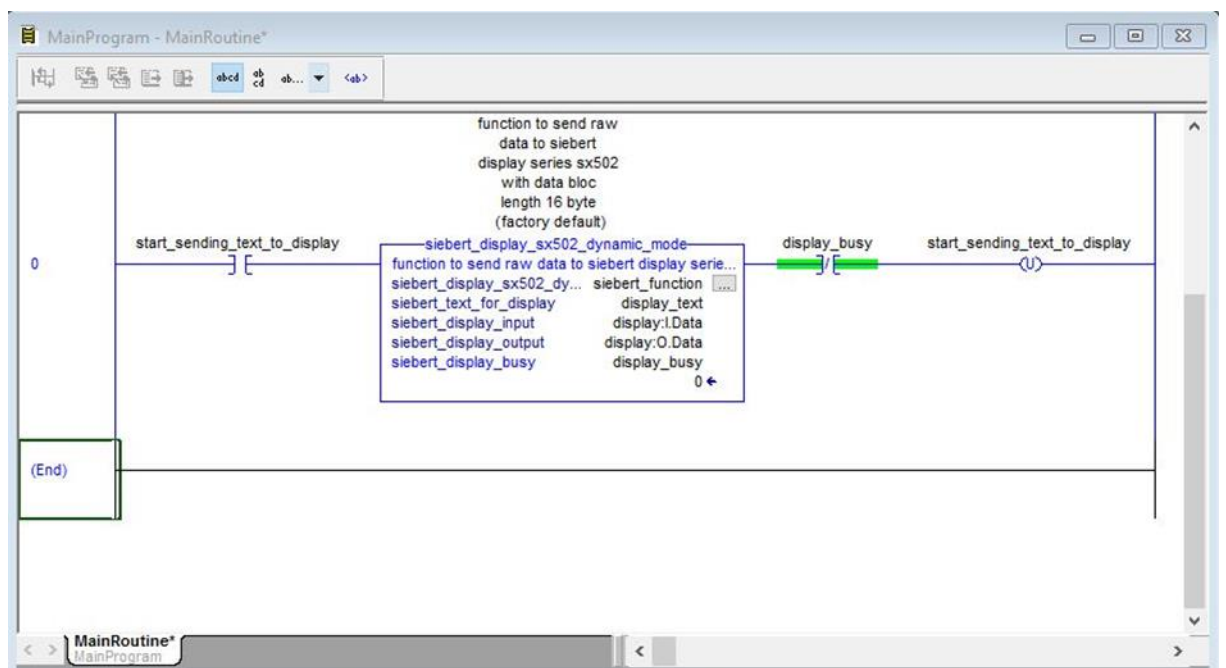 MainProgram - MainRoutine*
abcd ab cd ab... <ab>
function to send raw
data to siebert
display series sx502
with data bloc
length 16 byte
(factory default)
0
start_sending_text_to_display
siebert_display_sx502_dynamic_mode
function to send raw data to siebert display serie...
siebert_display_sx502_dy... siebert_function ...
siebert_text_for_display display_text
siebert_display_input display:I.Data
siebert_display_output display:O.Data
siebert_display_busy display_busy
0
display_busy
start_sending_text_to_display
U
(End)
MainRoutine*
MainProgram